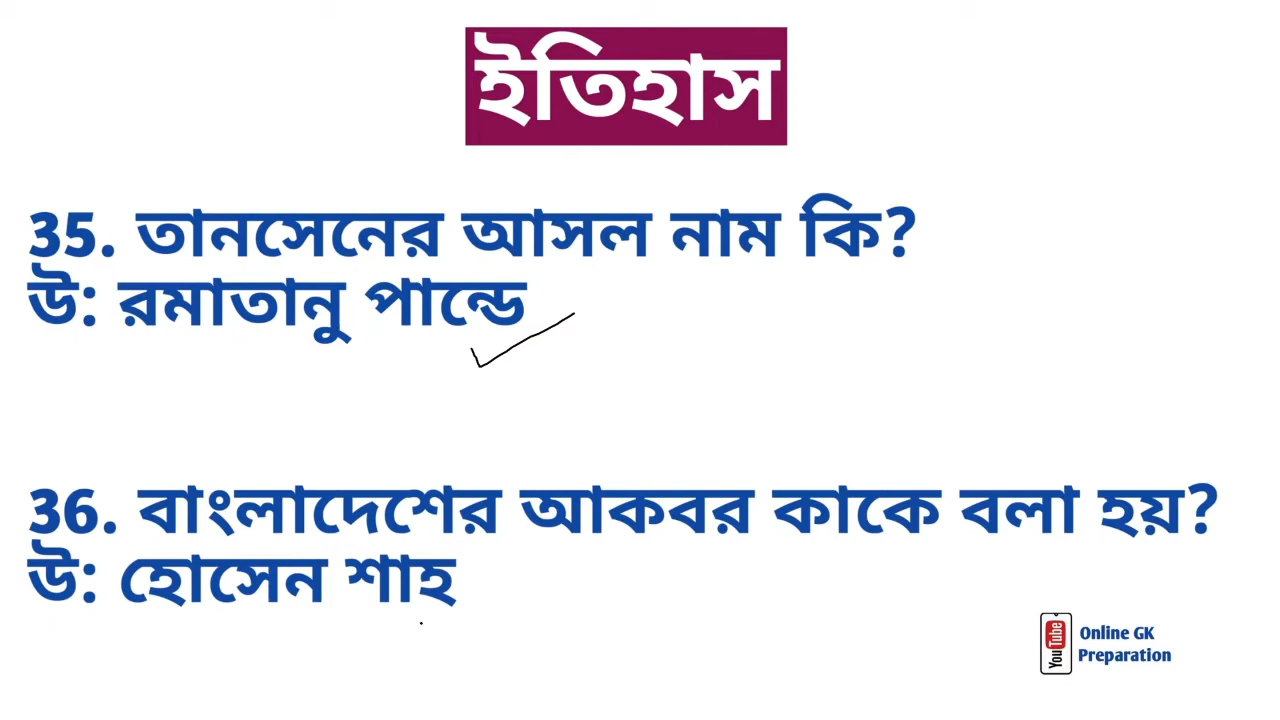 ইতিহাস
35. তানসেনের আসল নাম কি?
উ: রমাতানু পান্ডে
36. বাংলাদেশের আকবর কাকে বলা হয়?
উ: হোসেন শাহ
YouTube
Online GK
Preparation